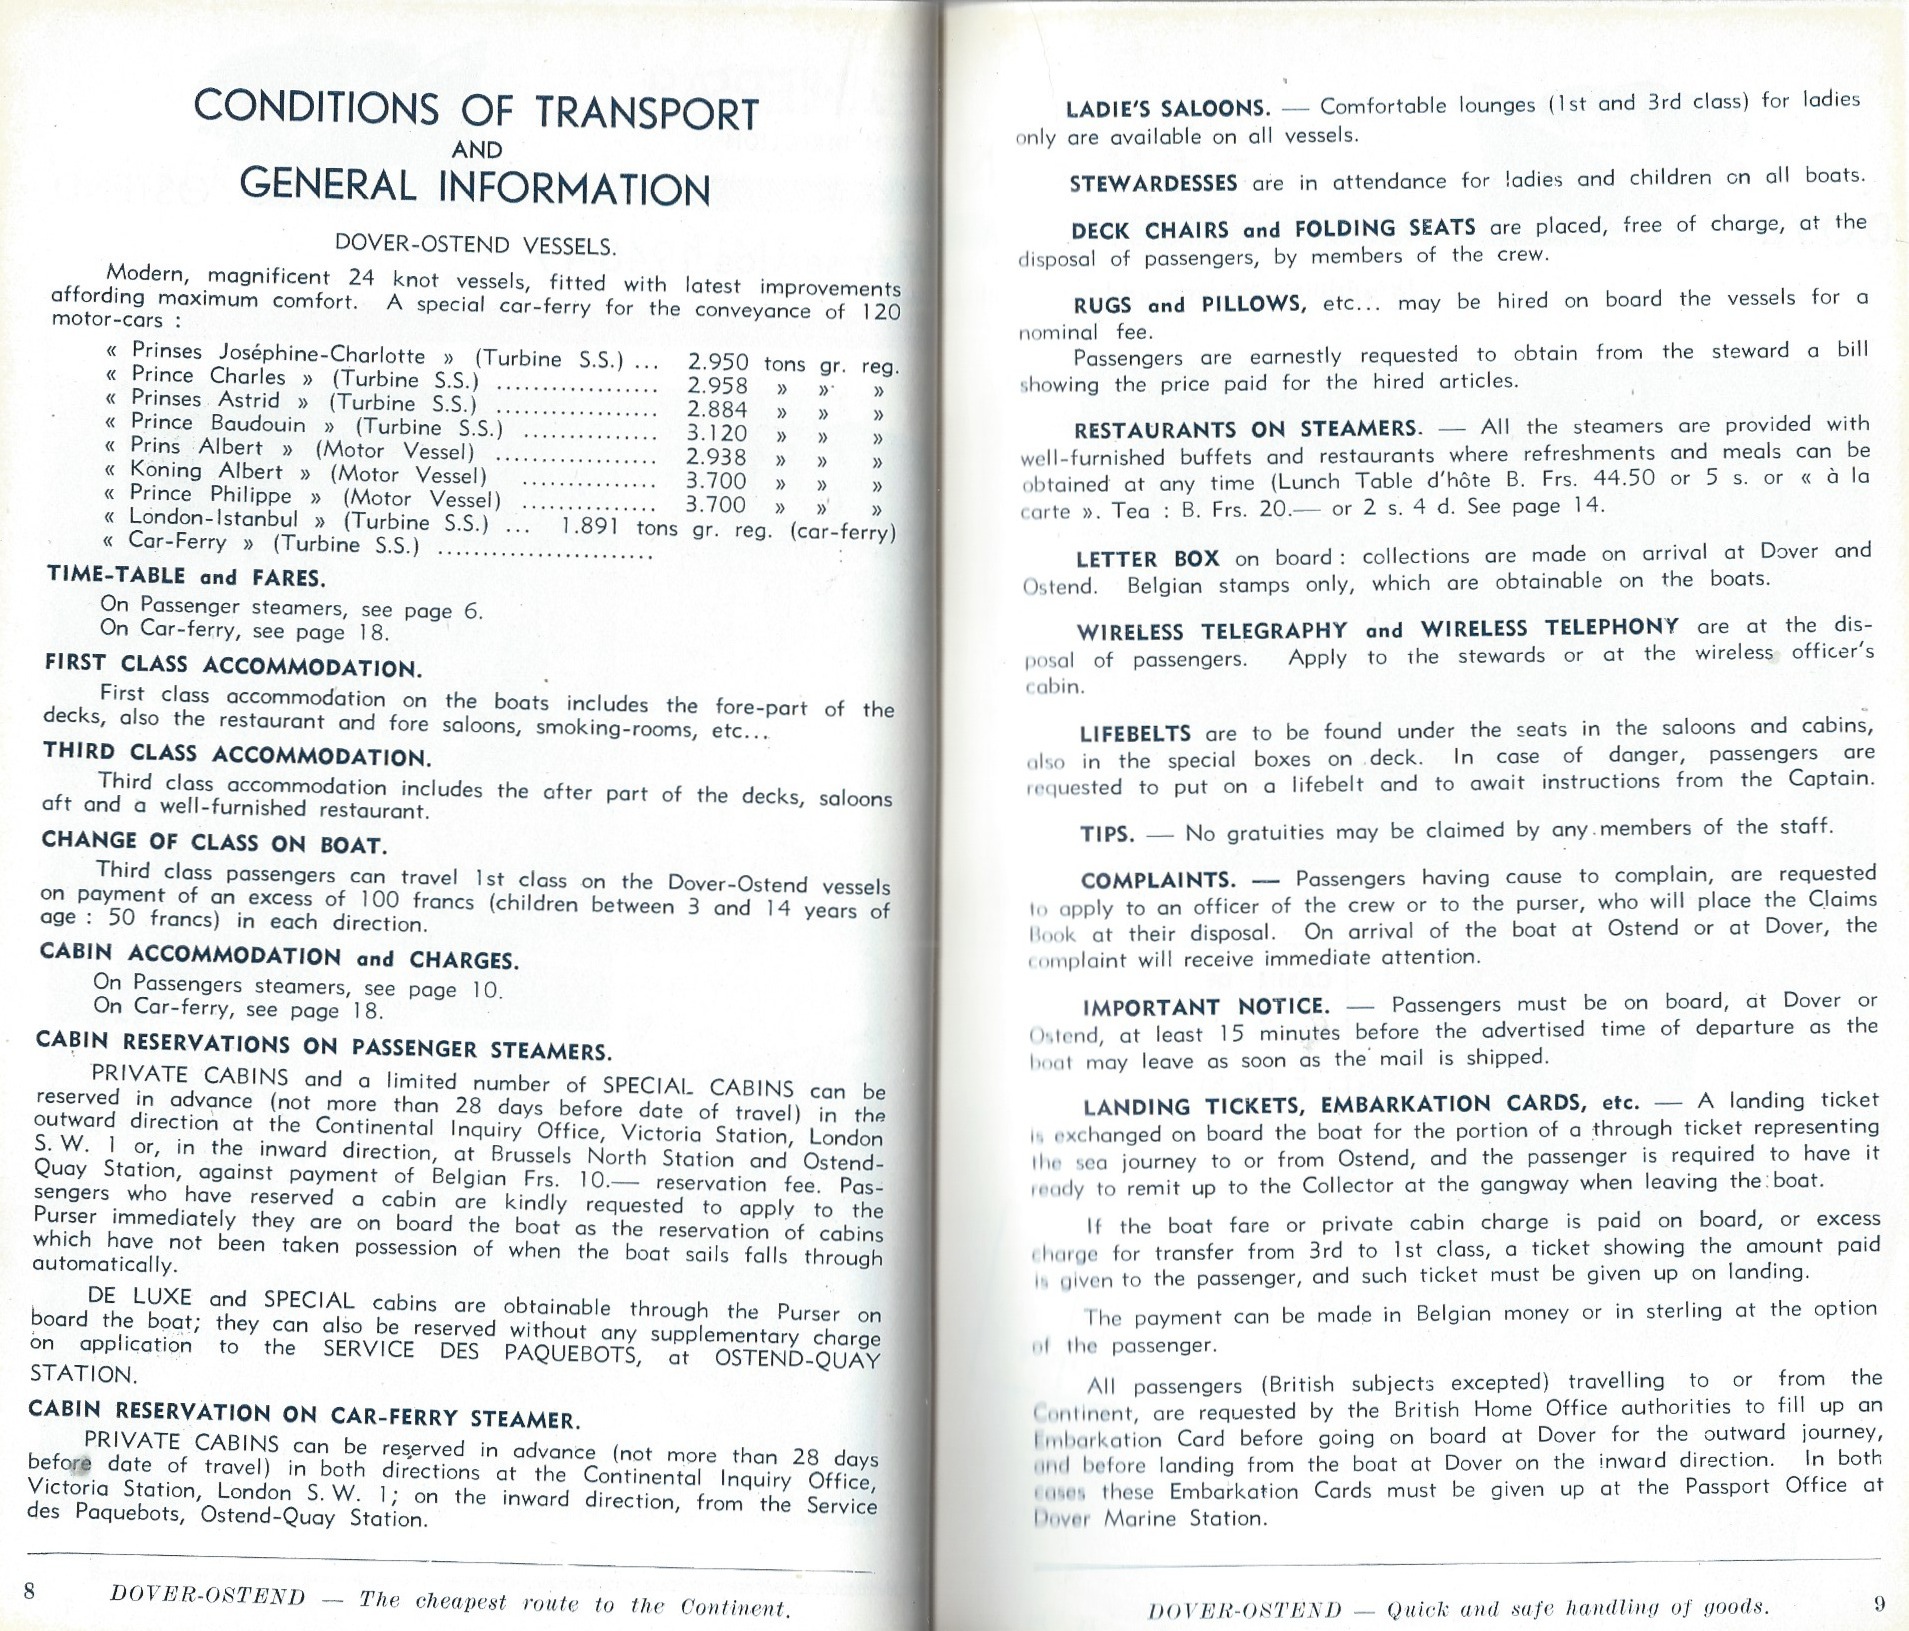 CONDITIONS OF TRANSPORT
AND
GENERAL INFORMATION
DOVER-OSTEND VESSELS.
Modern, magnificent 24 knot vessels, fitted with latest improvements
affording maximum comfort. A special car-ferry for the conveyance of 120
motor-cars :
« Prinses Joséphine-Charlotte » (Turbine S.S.) ... 2.950 tons gr. reg.
« Prince Charles » (Turbine S.S.) .................. 2.958 » » »
« Prinses Astrid » (Turbine S.S.) .................. 2.884 » » »
« Prince Baudouin » (Turbine S.S.) ............... 3.120 » » »
« Prins Albert » (Motor Vessel) .................. 2.938 » » »
« Koning Albert » (Motor Vessel) ............... 3.700 » » »
« Prince Philippe » (Motor Vessel) ............... 3.700 » » »
« London-Istanbul » (Turbine S.S.) ... 1.891 tons gr. reg. (car-ferry)
« Car-Ferry » (Turbine S.S.) ........................
TIME-TABLE and FARES.
On Passenger steamers, see page 6.
On Car-ferry, see page 18.
FIRST CLASS ACCOMMODATION.
First class accommodation on the boats includes the fore-part of the
decks, also the restaurant and fore saloons, smoking-rooms, etc...
THIRD CLASS ACCOMMODATION.
Third class accommodation includes the after part of the decks, saloons
aft and a well-furnished restaurant.
CHANGE OF CLASS ON BOAT.
Third class passengers can travel 1st class on the Dover-Ostend vessels
on payment of an excess of 100 francs (children between 3 and 14 years of
age : 50 francs) in each direction.
CABIN ACCOMMODATION and CHARGES.
On Passengers steamers, see page 10.
On Car-ferry, see page 18.
CABIN RESERVATIONS ON PASSENGER STEAMERS.
PRIVATE CABINS and a limited number of SPECIAL CABINS can be
reserved in advance (not more than 28 days before date of travel) in the
outward direction at the Continental Inquiry Office, Victoria Station, London
S. W. 1 or, in the inward direction, at Brussels North Station and Ostend-
Quay Station, against payment of Belgian Frs. 10.— reservation fee. Pas-
sengers who have reserved a cabin are kindly requested to apply to the
Purser immediately they are on board the boat as the reservation of cabins
which have not been taken possession of when the boat sails falls through
automatically.
DE LUXE and SPECIAL cabins are obtainable through the Purser on
board the boat; they can also be reserved without any supplementary charge
on application to the SERVICE DES PAQUEBOTS, at OSTEND-QUAY
STATION.
CABIN RESERVATION ON CAR-FERRY STEAMER.
PRIVATE CABINS can be reserved in advance (not more than 28 days
before date of travel) in both directions at the Continental Inquiry Office,
Victoria Station, London S. W. 1; on the inward direction, from the Service
des Paquebots, Ostend-Quay Station.
8 DOVER-OSTEND — The cheapest route to the Continent.
LADIE'S SALOONS. — Comfortable lounges (1st and 3rd class) for ladies
only are available on all vessels.
STEWARDESSES are in attendance for ladies and children on all boats.
DECK CHAIRS and FOLDING SEATS are placed, free of charge, at the
disposal of passengers, by members of the crew.
RUGS and PILLOWS, etc... may be hired on board the vessels for a
nominal fee.
Passengers are earnestly requested to obtain from the steward a bill
showing the price paid for the hired articles.
RESTAURANTS ON STEAMERS. — All the steamers are provided with
well-furnished buffets and restaurants where refreshments and meals can be
obtained at any time (Lunch Table d'hôte B. Frs. 44.50 or 5 s. or « à la
carte ». Tea : B. Frs. 20.— or 2 s. 4 d. See page 14.
LETTER BOX on board : collections are made on arrival at Dover and
Ostend. Belgian stamps only, which are obtainable on the boats.
WIRELESS TELEGRAPHY and WIRELESS TELEPHONY are at the dis-
posal of passengers. Apply to the stewards or at the wireless officer's
cabin.
LIFEBELTS are to be found under the seats in the saloons and cabins,
also in the special boxes on deck. In case of danger, passengers are
requested to put on a lifebelt and to await instructions from the Captain.
TIPS. — No gratuities may be claimed by any members of the staff.
COMPLAINTS. — Passengers having cause to complain, are requested
to apply to an officer of the crew or to the purser, who will place the Claims
Book at their disposal. On arrival of the boat at Ostend or at Dover, the
complaint will receive immediate attention.
IMPORTANT NOTICE. — Passengers must be on board, at Dover or
Ostend, at least 15 minutes before the advertised time of departure as the
boat may leave as soon as the mail is shipped.
LANDING TICKETS, EMBARKATION CARDS, etc. — A landing ticket
is exchanged on board the boat for the portion of a through ticket representing
the sea journey to or from Ostend, and the passenger is required to have it
ready to remit up to the Collector at the gangway when leaving the boat.
If the boat fare or private cabin charge is paid on board, or excess
charge for transfer from 3rd to 1st class, a ticket showing the amount paid
is given to the passenger, and such ticket must be given up on landing.
The payment can be made in Belgian money or in sterling at the option
of the passenger.
All passengers (British subjects excepted) travelling to or from the
Continent, are requested by the British Home Office authorities to fill up an
Embarkation Card before going on board at Dover for the outward journey,
and before landing from the boat at Dover on the inward direction. In both
cases these Embarkation Cards must be given up at the Passport Office at
Dover Marine Station.
DOVER-OSTEND — Quick and safe handling of goods. 9